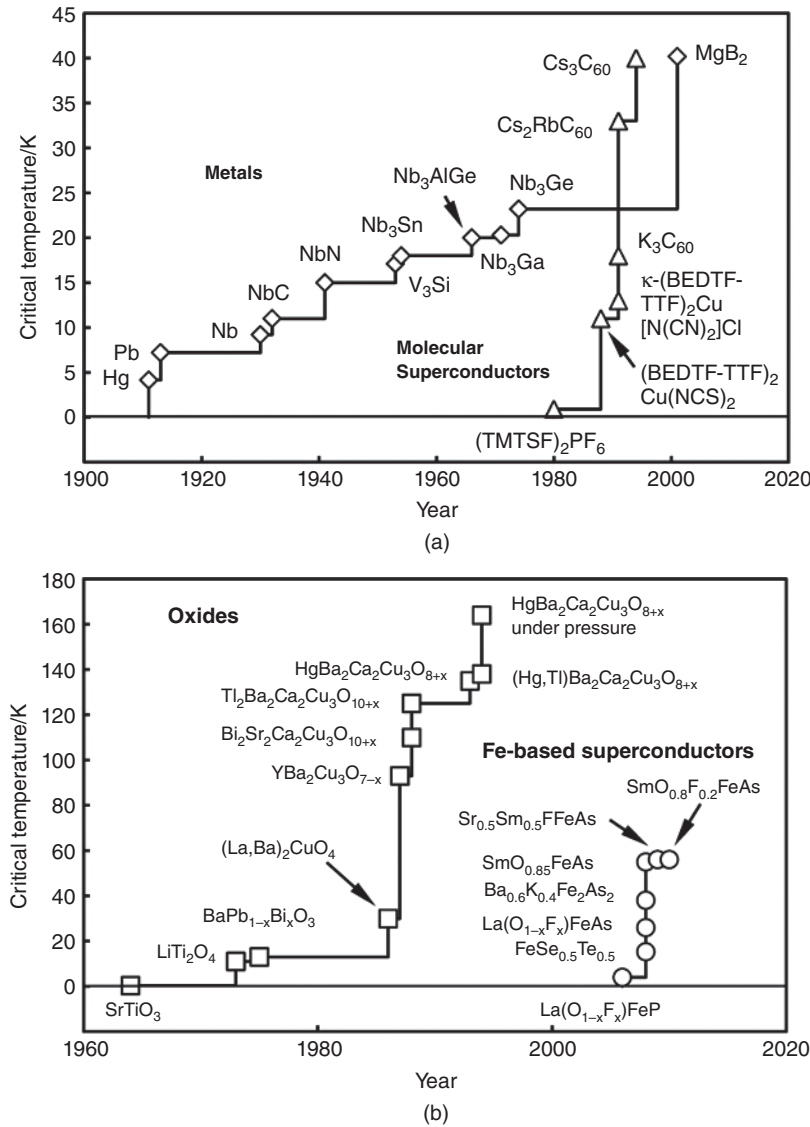 45
40
35
30
25
20
15
10
5
0
Critical temperature/K
Cs₃C₆₀
MgB₂
Cs₂RbC₆₀
Metals
Nb₃AlGe
Nb₃Ge
Nb₃Sn
NbN
Nb₃Ga
K₃C₆₀
V₃Si
NbC
κ-(BEDTF-
TTF)₂Cu
[N(CN)₂]Cl
Nb
Pb
Hg
Molecular
Superconductors
(BEDTF-TTF)₂
Cu(NCS)₂
(TMTSF)₂PF₆
1900 1920 1940 1960 1980 2000 2020
Year
(a)
180
160
140
120
100
80
60
40
20
0
Critical temperature/K
Oxides
HgBa₂Ca₂Cu₃O₈₊ₓ
under pressure
HgBa₂Ca₂Cu₃O₈₊ₓ
(Hg,Tl)Ba₂Ca₂Cu₃O₈₊ₓ
Tl₂Ba₂Ca₂Cu₃O₁₀₊ₓ
Bi₂Sr₂Ca₂Cu₃O₁₀₊ₓ
Fe-based superconductors
YBa₂Cu₃O₇₋ₓ
SmO₀.₈F₀.₂FeAs
Sr₀.₅Sm₀.₅FFeAs
(La,Ba)₂CuO₄
SmO₀.₈₅FeAs
Ba₀.₆K₀.₄Fe₂As₂
BaPb₁₋ₓBiₓO₃
La(O₁₋ₓFₓ)FeAs
LiTi₂O₄
FeSe₀.₅Te₀.₅
SrTiO₃
La(O₁₋ₓFₓ)FeP
1960 1980 2000 2020
Year
(b)